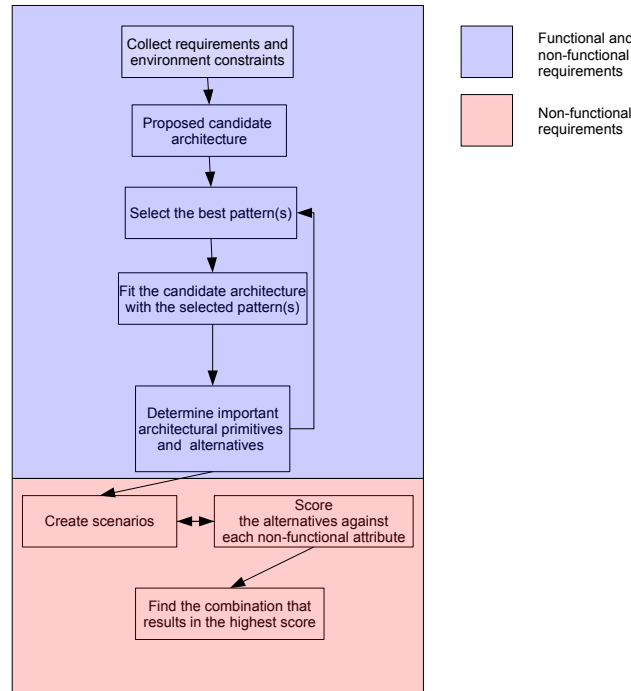 Collect requirements and
environment constraints
Proposed candidate
architecture
Select the best pattern(s)
Fit the candidate architecture
with the selected pattern(s)
Determine important
architectural primitives
and alternatives
Create scenarios
Score
the alternatives against
each non-functional attribute
Find the combination that
results in the highest score
Functional and
non-functional
requirements
Non-functional
requirements